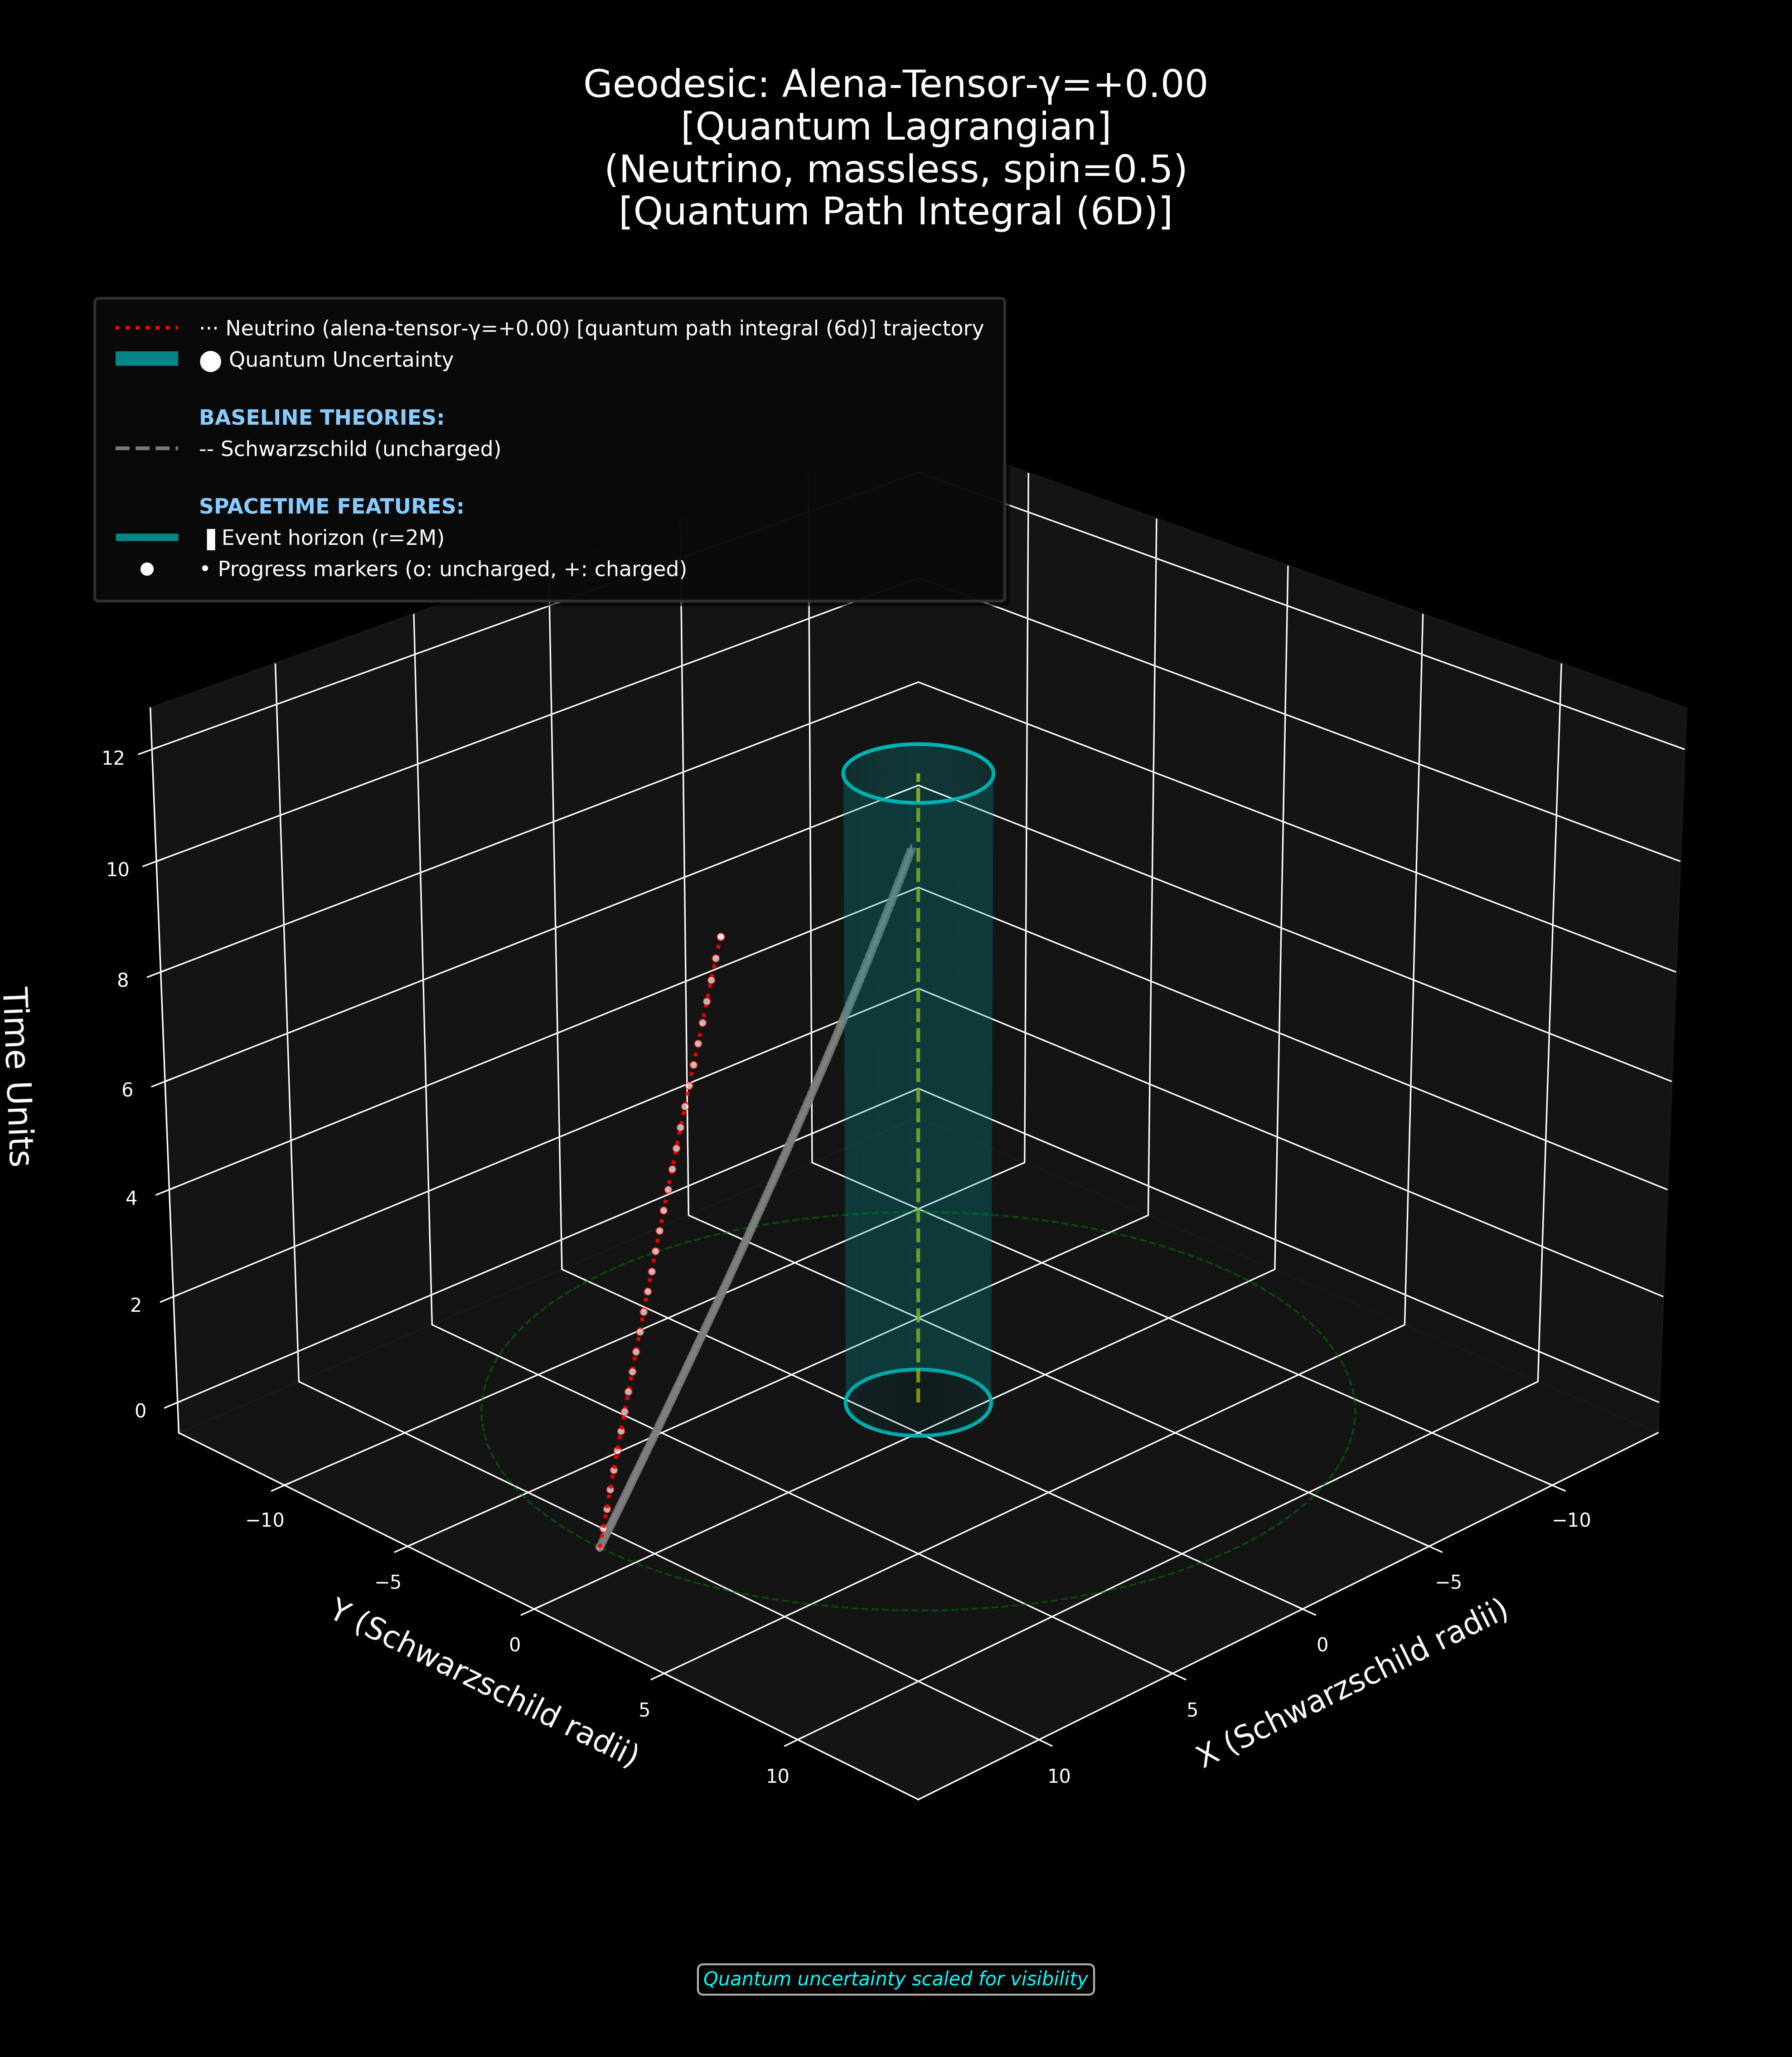 Geodesic: Alena-Tensor-γ=+0.00
[Quantum Lagrangian]
(Neutrino, massless, spin=0.5)
[Quantum Path Integral (6D)]
··· Neutrino (alena-tensor-γ=+0.00) [quantum path integral (6d)] trajectory
● Quantum Uncertainty
BASELINE THEORIES:
-- Schwarzschild (uncharged)
SPACETIME FEATURES:
▐ Event horizon (r=2M)
• Progress markers (o: uncharged, +: charged)
12
10
8
6
4
2
0
Time Units
−10
−5
0
5
10
Y (Schwarzschild radii)
−10
−5
0
5
10
X (Schwarzschild radii)
Quantum uncertainty scaled for visibility